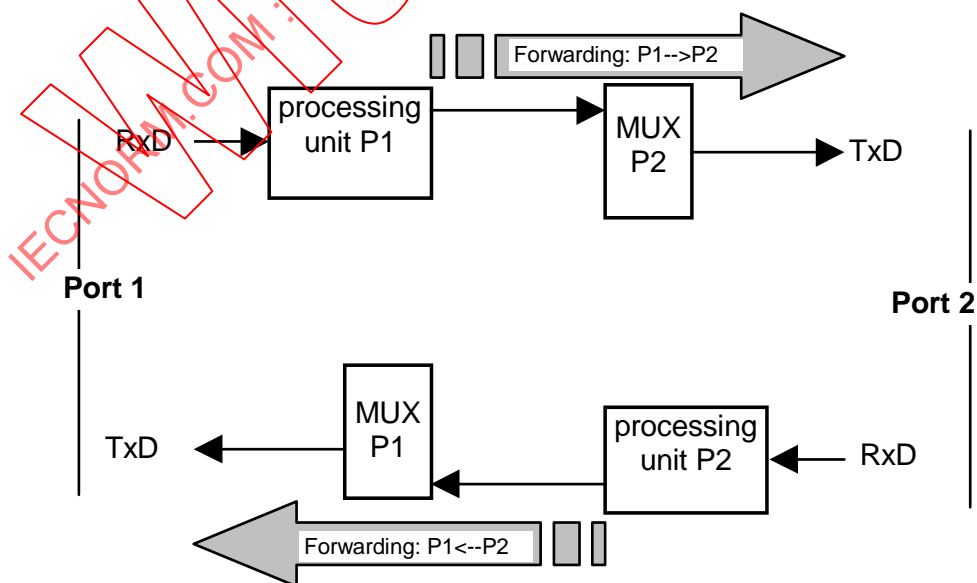 Forwarding: P1-->P2
processing
unit P1
MUX
P2
RxD
TxD
IECNORM.COM :
Port 1
Port 2
MUX
P1
processing
unit P2
TxD
RxD
Forwarding: P1<--P2